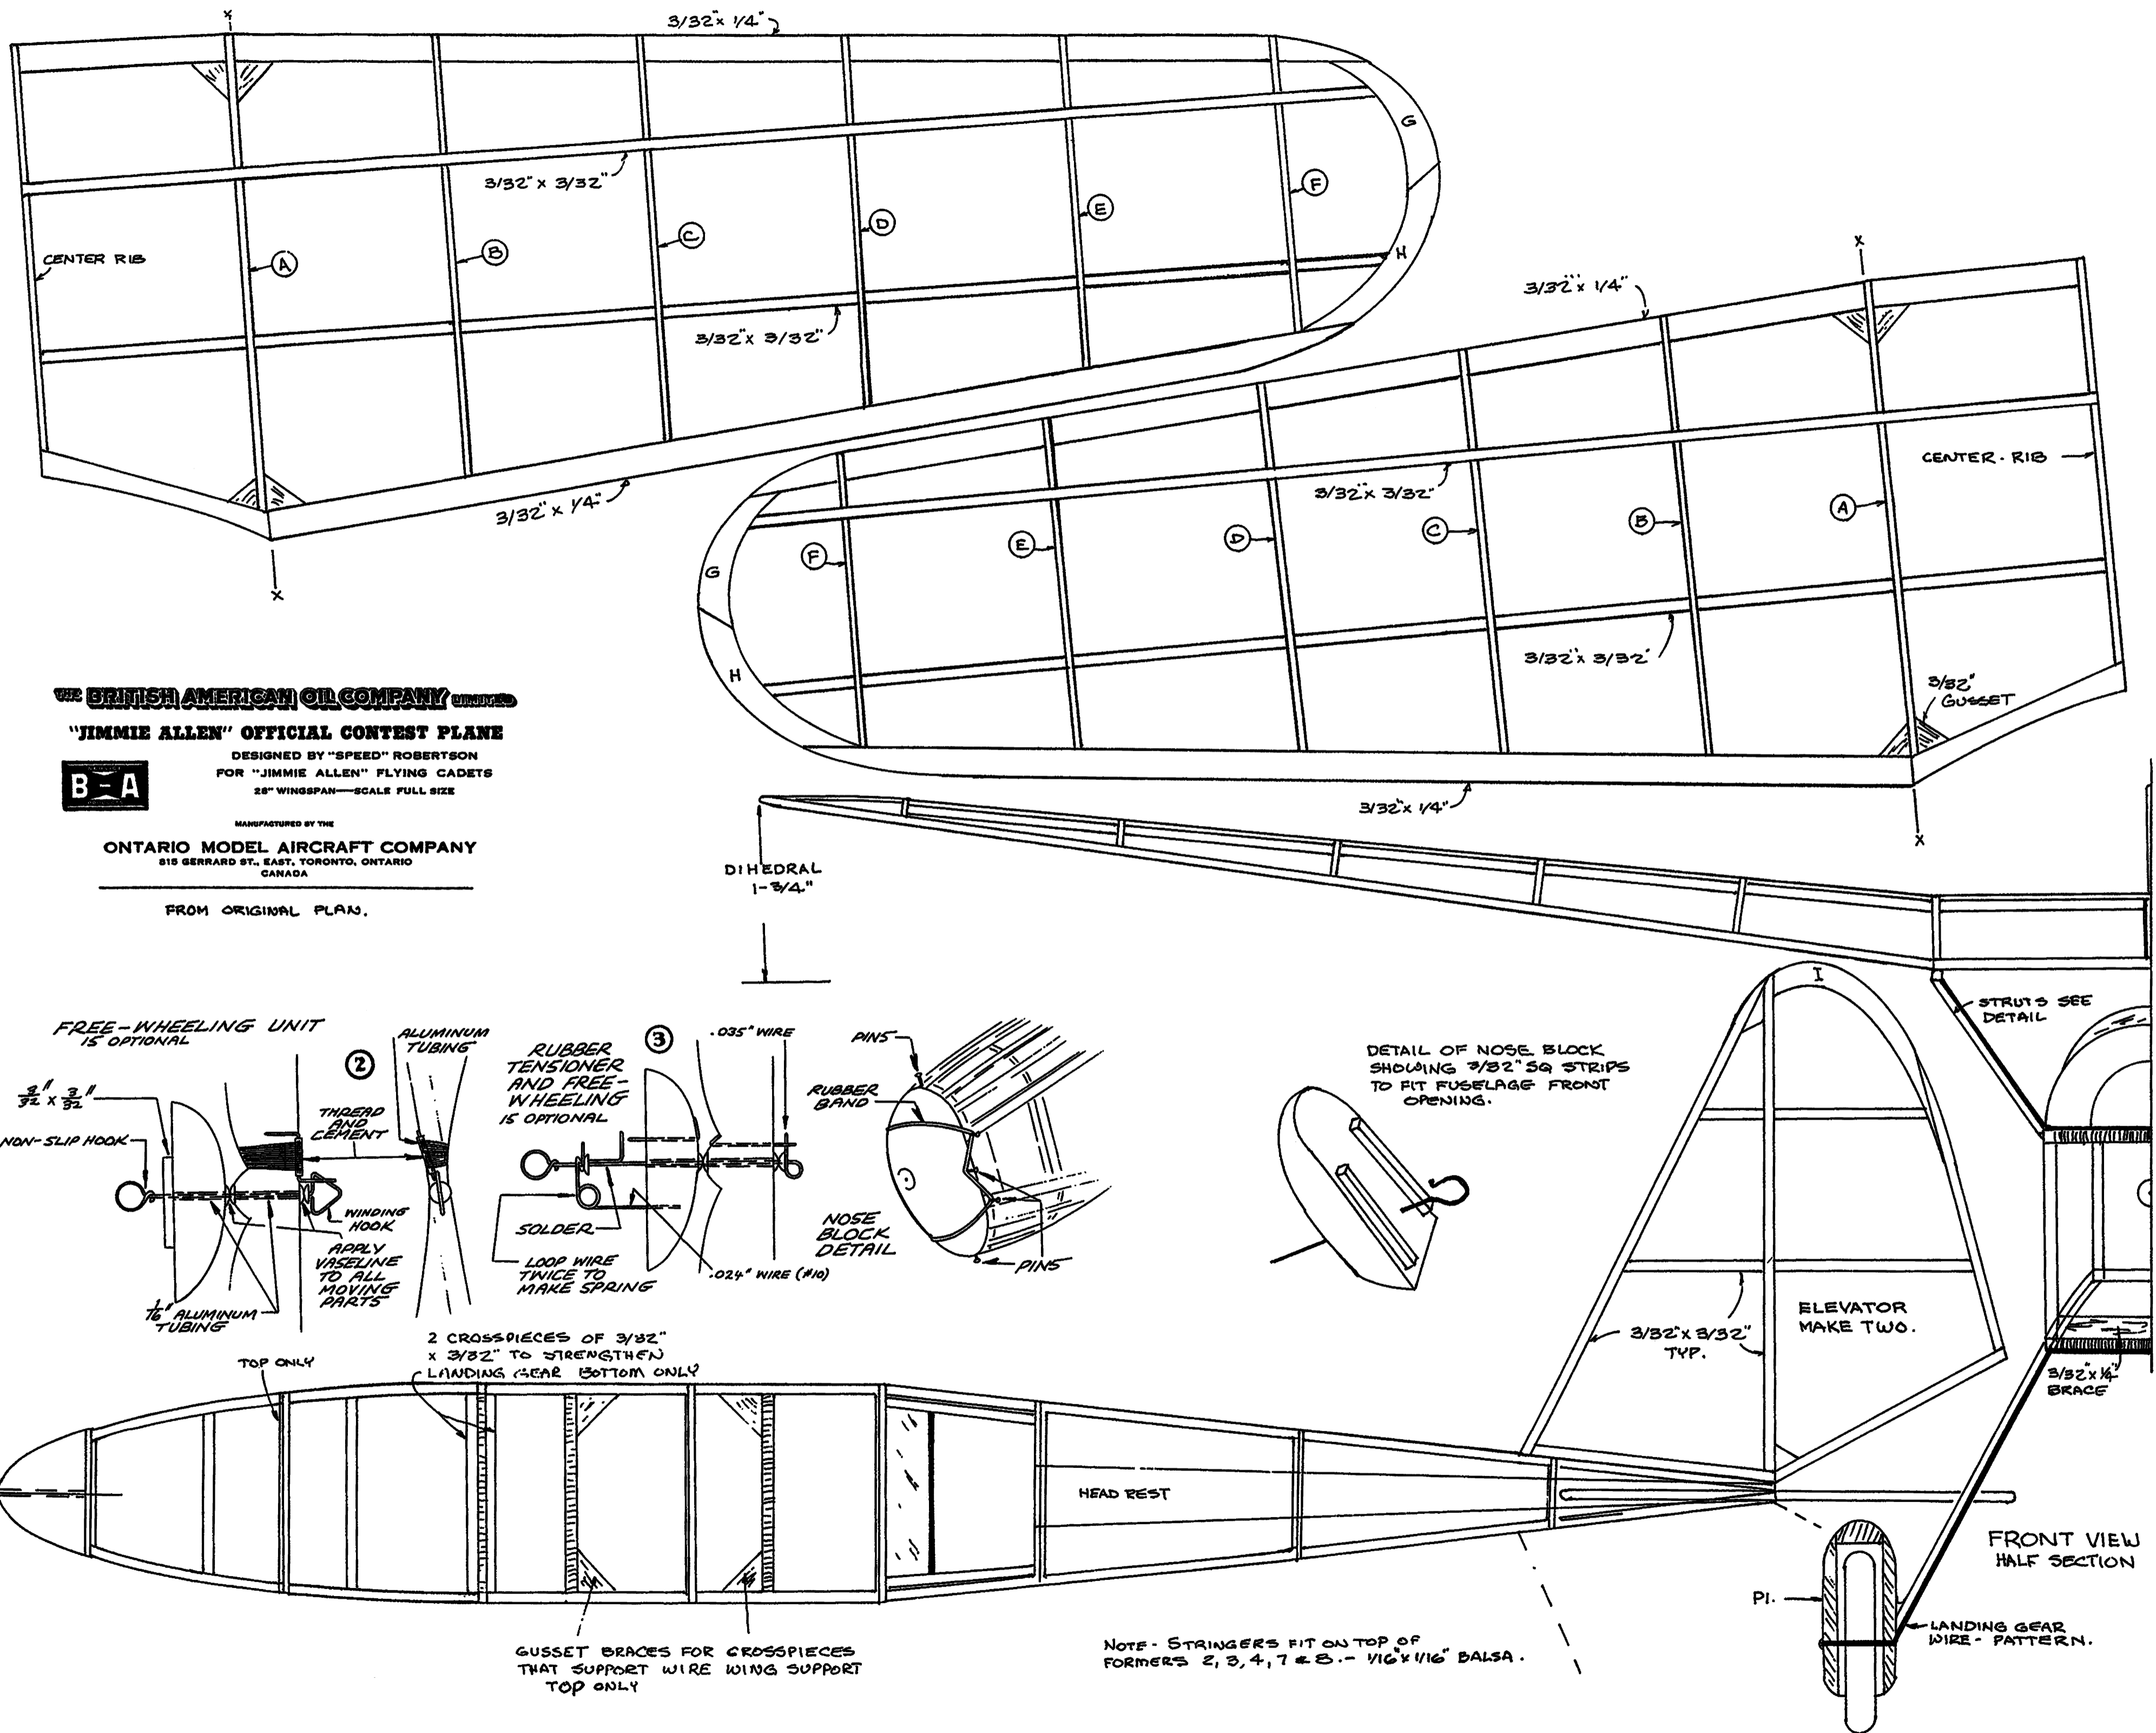 x
3/32" x 1/4"
3/32" x 3/32"
CENTER RIB
A
B
C
D
E
F
G
H
3/32" x 3/32"
3/32" x 1/4"
x
x
3/32" x 1/4"
3/32" x 3/32"
CENTER. RIB
F
E
D
C
B
A
G
H
3/32" x 3/32"
3/32"
GUSSET
3/32" x 1/4"
x
THE BRITISH AMERICAN OIL COMPANY LIMITED
"JIMMIE ALLEN" OFFICIAL CONTEST PLANE
DESIGNED BY "SPEED" ROBERTSON
FOR "JIMMIE ALLEN" FLYING CADETS
28" WINGSPAN—SCALE FULL SIZE
B-A
MANUFACTURED BY THE
ONTARIO MODEL AIRCRAFT COMPANY
815 GERRARD ST., EAST, TORONTO, ONTARIO
CANADA
FROM ORIGINAL PLAN.
DIHEDRAL
1-3/4"
I
STRUTS SEE
DETAIL
FREE-WHEELING UNIT
IS OPTIONAL
2
ALUMINUM
TUBING
3/32" x 3/32"
THREAD
AND
CEMENT
NON-SLIP HOOK
WINDING
HOOK
APPLY
VASELINE
TO ALL
MOVING
PARTS
1/16" ALUMINUM
TUBING
RUBBER
TENSIONER
AND FREE-
WHEELING
IS OPTIONAL
3
.035" WIRE
SOLDER
LOOP WIRE
TWICE TO
MAKE SPRING
.024" WIRE (#10)
PINS
RUBBER
BAND
NOSE
BLOCK
DETAIL
PINS
DETAIL OF NOSE BLOCK
SHOWING 3/32" SQ STRIPS
TO FIT FUSELAGE FRONT
OPENING.
3/32" x 3/32"
TYP.
ELEVATOR
MAKE TWO.
3/32" x 1/4"
BRACE
TOP ONLY
2 CROSSPIECES OF 3/32"
x 3/32" TO STRENGTHEN
LANDING GEAR BOTTOM ONLY
HEAD REST
FRONT VIEW
HALF SECTION
P1.
LANDING GEAR
WIRE - PATTERN.
GUSSET BRACES FOR CROSSPIECES
THAT SUPPORT WIRE WING SUPPORT
TOP ONLY
NOTE - STRINGERS FIT ON TOP OF
FORMERS 2, 3, 4, 7 & 8. - 1/16" x 1/16" BALSA.